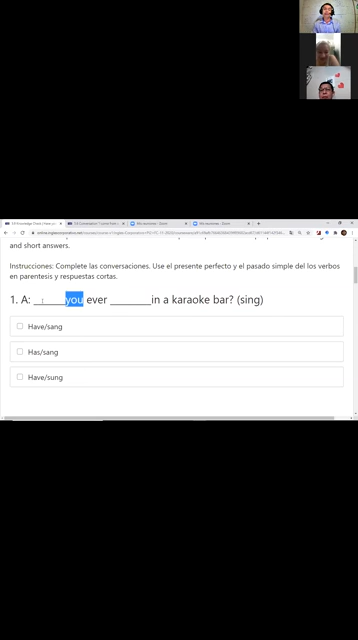 and short answers.
Instrucciones: Complete las conversaciones. Use el presente perfecto y el pasado simple del los verbos
en parentesis y respuestas cortas.
1. A: ______you ever ________in a karaoke bar? (sing)
Have/sang
Has/sang
Have/sung